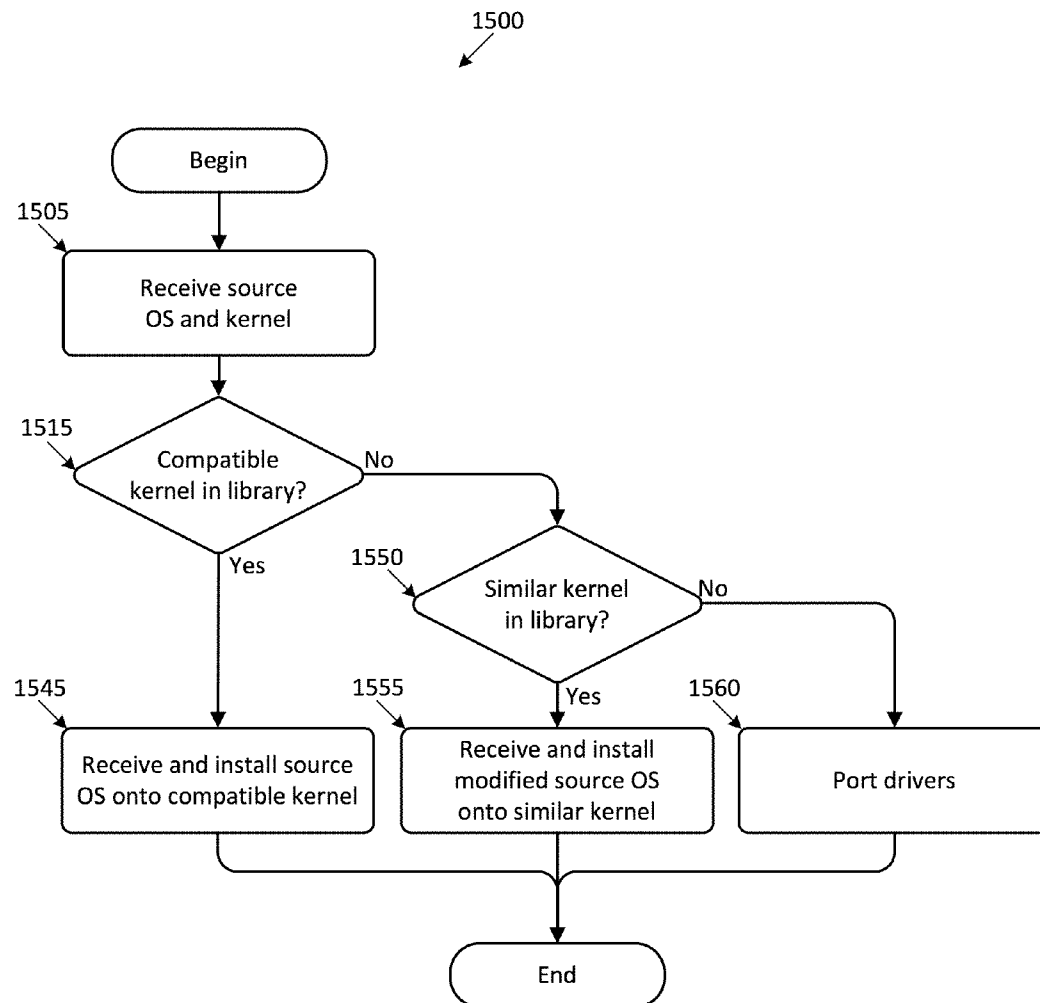 1500
Begin
1505
Receive source
OS and kernel
1515
Compatible
kernel in library?
No
Yes
1550
Similar kernel
in library?
No
Yes
1545
Receive and install source
OS onto compatible kernel
1555
Receive and install
modified source OS
onto similar kernel
1560
Port drivers
End